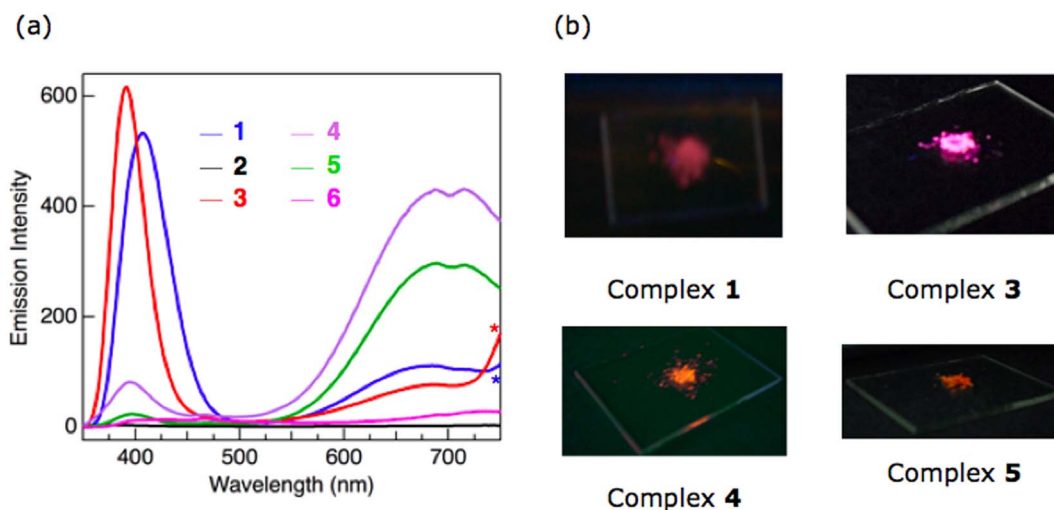 (a)
(b)
Emission Intensity
600
400
200
0
1
2
3
4
5
6
*
*
400
500
600
700
Wavelength (nm)
Complex 1
Complex 3
Complex 4
Complex 5